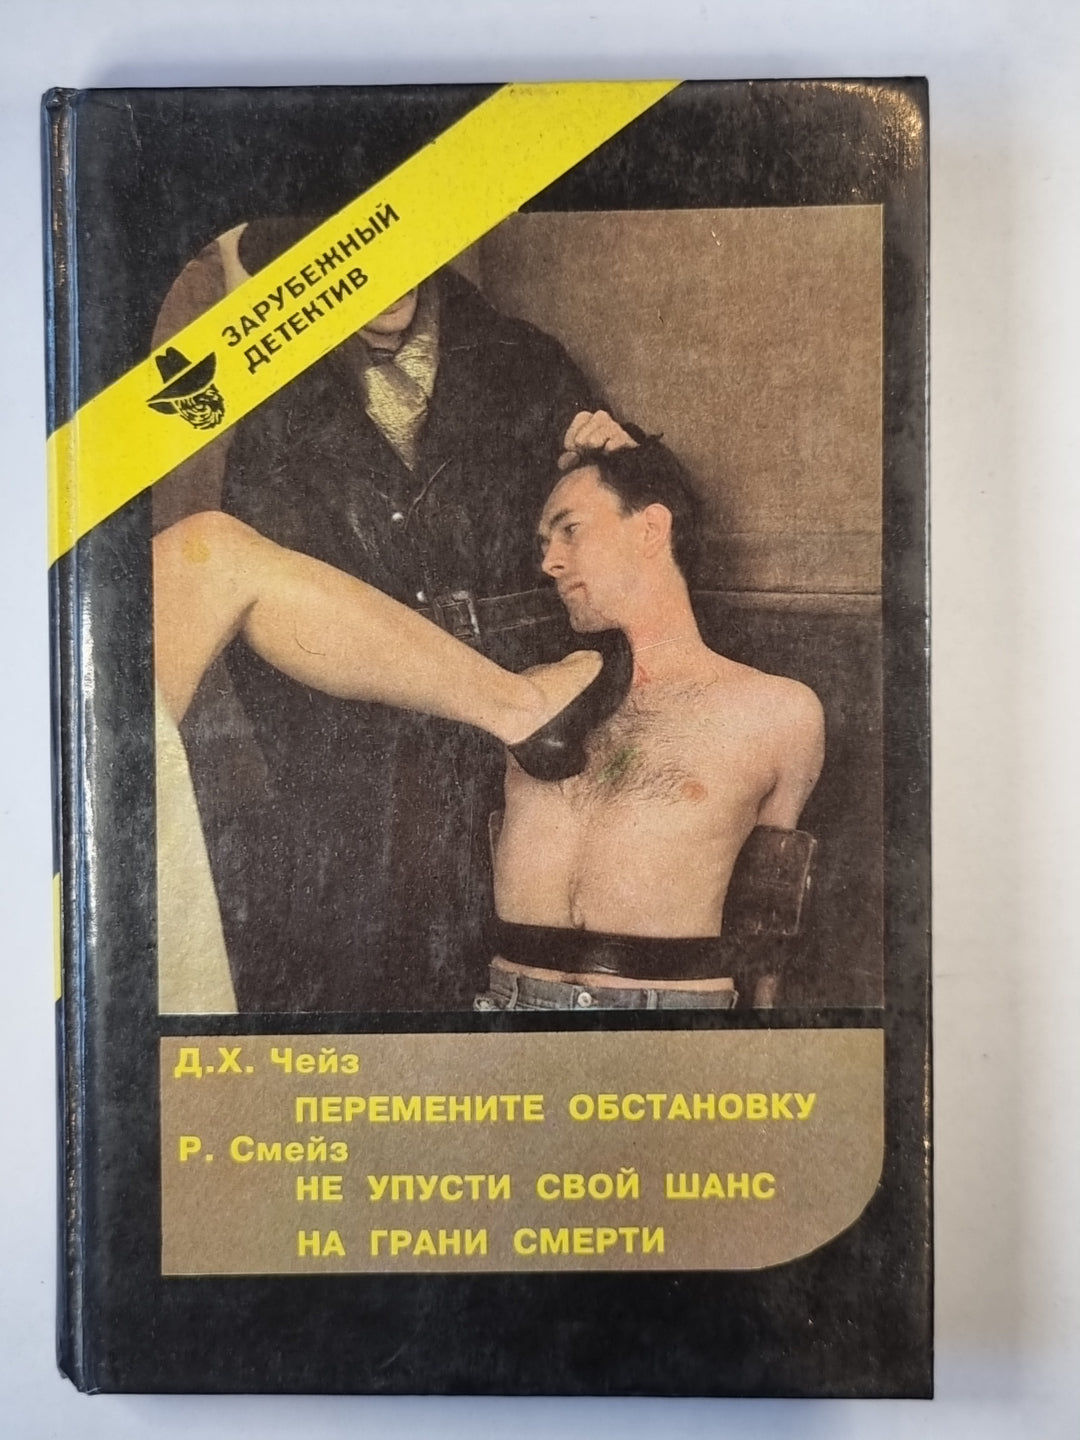 ЗАРУБЕЖНЫЙ
ДЕТЕКТИВ
Д.Х. Чейз
ПЕРЕМЕНИТЕ ОБСТАНОВКУ
Р. Смейз
НЕ УПУСТИ СВОЙ ШАНС
НА ГРАНИ СМЕРТИ